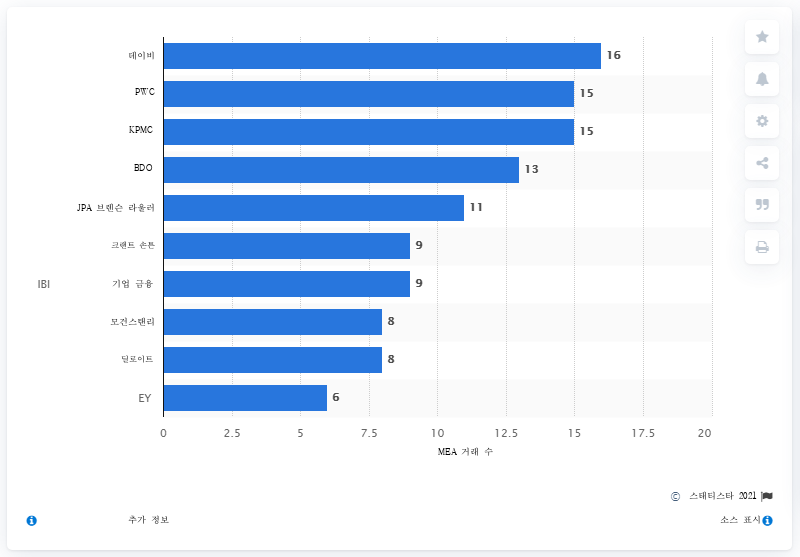 데이비 16
PWC 15
KPMG 15
BDO 13
JPA 브렌슨 라울러 11
크랜트 손튼 9
IBI 기업 금융 9
모건스탠리 8
딜로이트 8
EY 6
0 2.5 5 7.5 10 12.5 15 17.5 20
MEA 거래 수
© 스태티스타 2021
추가 정보 소스 표시